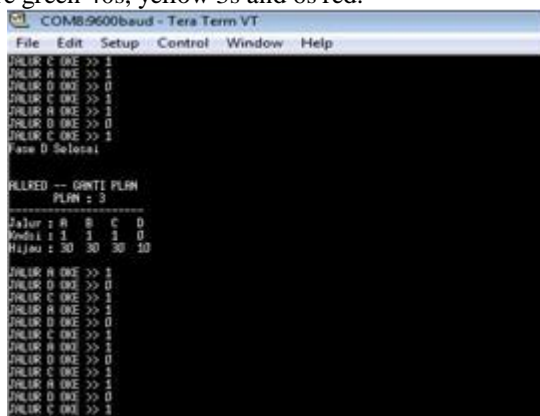 re green 40s, yellow 3s and 8s red.
COM8:9600baud - Tera Term VT
File Edit Setup Control Window Help
JALUR C OKE >> 1
JALUR A OKE >> 1
JALUR D OKE >> 0
JALUR C OKE >> 1
JALUR A OKE >> 1
JALUR D OKE >> 0
JALUR C OKE >> 1
Fase D Selesai
ALLRED -- GANTI PLAN
PLAN : 3
--------------------
Jalur : A B C D
Kndsi : 1 1 1 0
Hijau : 30 30 30 10
JALUR A OKE >> 1
JALUR D OKE >> 0
JALUR C OKE >> 1
JALUR A OKE >> 1
JALUR D OKE >> 0
JALUR C OKE >> 1
JALUR A OKE >> 1
JALUR D OKE >> 0
JALUR C OKE >> 1
JALUR A OKE >> 1
JALUR D OKE >> 0
JALUR C OKE >> 1